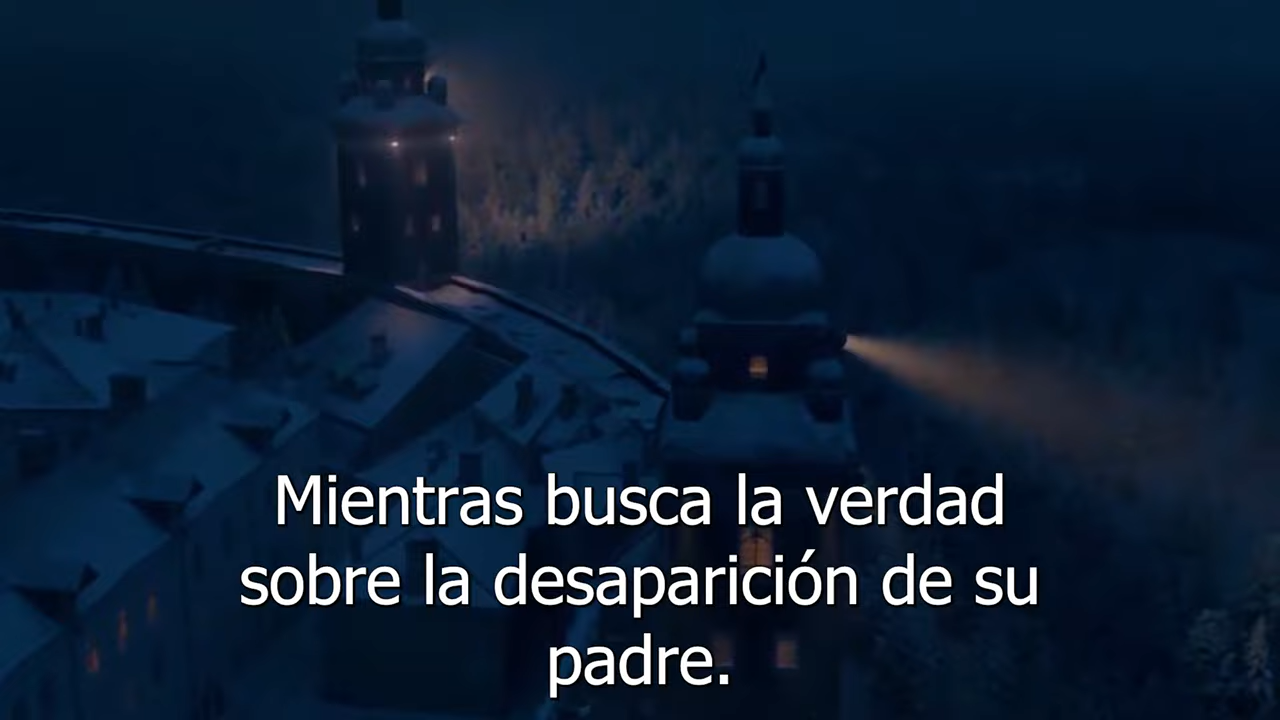 Mientras busca la verdad
sobre la desaparición de su
padre.